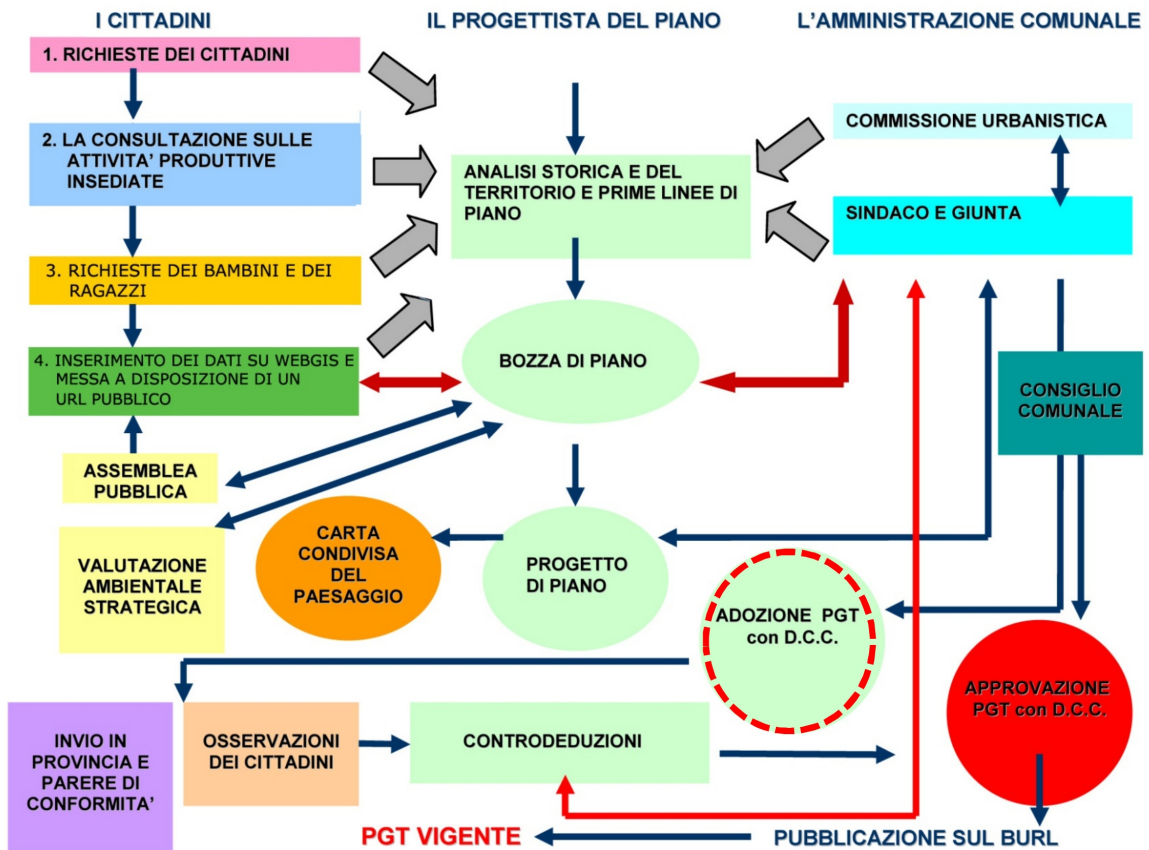 I CITTADINI
IL PROGETTISTA DEL PIANO
L'AMMINISTRAZIONE COMUNALE
1. RICHIESTE DEI CITTADINI
2. LA CONSULTAZIONE SULLE
ATTIVITA' PRODUTTIVE
INSEDIATE
3. RICHIESTE DEI BAMBINI E DEI
RAGAZZI
4. INSERIMENTO DEI DATI SU WEBGIS E
MESSA A DISPOSIZIONE DI UN
URL PUBBLICO
ASSEMBLEA
PUBBLICA
VALUTAZIONE
AMBIENTALE
STRATEGICA
ANALISI STORICA E DEL
TERRITORIO E PRIME LINEE DI
PIANO
BOZZA DI PIANO
CARTA
CONDIVISA
DEL
PAESAGGIO
PROGETTO
DI PIANO
COMMISSIONE URBANISTICA
SINDACO E GIUNTA
CONSIGLIO
COMUNALE
ADOZIONE PGT
con D.C.C.
APPROVAZIONE
PGT con D.C.C.
INVIO IN
PROVINCIA E
PARERE DI
CONFORMITA'
OSSERVAZIONI
DEI CITTADINI
CONTRODEDUZIONI
PGT VIGENTE
PUBBLICAZIONE SUL BURL